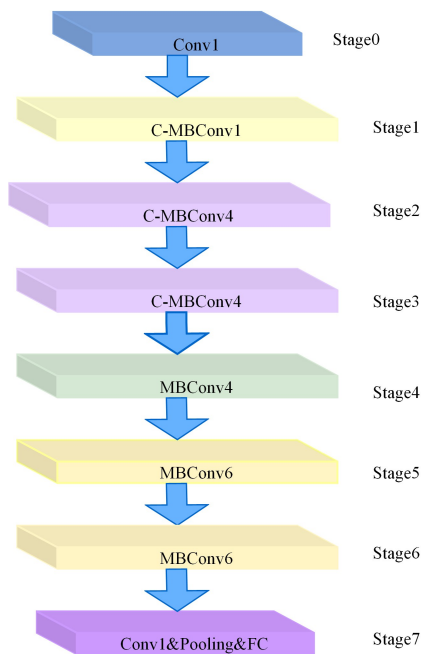 Conv1
Stage0
C-MBConv1
Stage1
C-MBConv4
Stage2
C-MBConv4
Stage3
MBConv4
Stage4
MBConv6
Stage5
MBConv6
Stage6
Conv1&Pooling&FC
Stage7